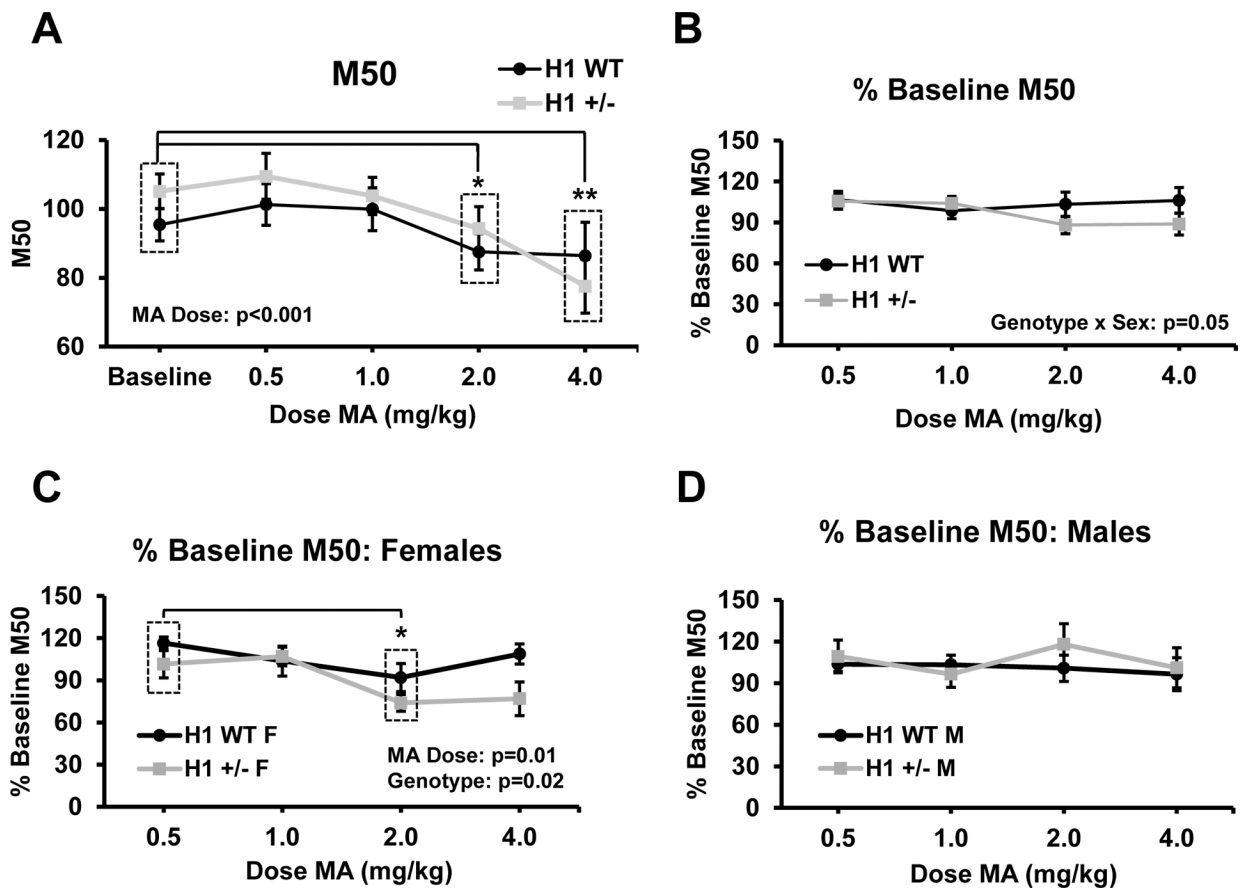 A
M50
H1 WT
H1 +/-
120
100
80
60
M50
*
**
MA Dose: p<0.001
Baseline 0.5 1.0 2.0 4.0
Dose MA (mg/kg)
B
% Baseline M50
150
120
90
60
30
0
% Baseline M50
H1 WT
H1 +/-
Genotype x Sex: p=0.05
0.5 1.0 2.0 4.0
Dose MA (mg/kg)
C
% Baseline M50: Females
150
120
90
60
30
0
% Baseline M50
*
H1 WT F
H1 +/- F
MA Dose: p=0.01
Genotype: p=0.02
0.5 1.0 2.0 4.0
Dose MA (mg/kg)
D
% Baseline M50: Males
150
120
90
60
30
0
% Baseline M50
H1 WT M
H1 +/- M
0.5 1.0 2.0 4.0
Dose MA (mg/kg)